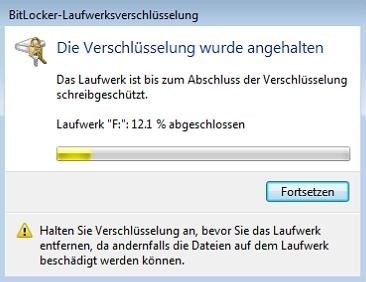 BitLocker-Laufwerksverschlüsselung
Die Verschlüsselung wurde angehalten
Das Laufwerk ist bis zum Abschluss der Verschlüsselung
schreibgeschützt.
Laufwerk "F:": 12.1 % abgeschlossen
Fortsetzen
Halten Sie Verschlüsselung an, bevor Sie das Laufwerk
entfernen, da andernfalls die Dateien auf dem Laufwerk
beschädigt werden können.